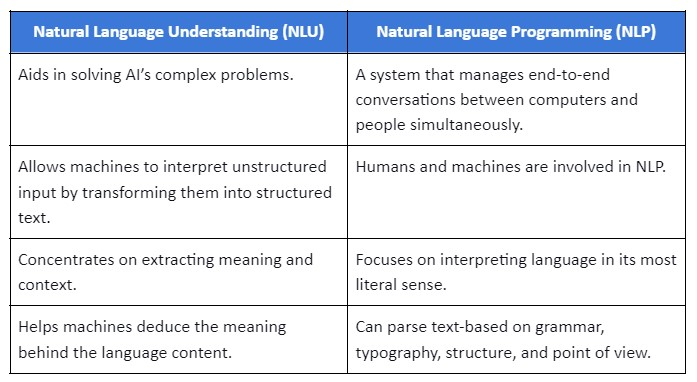 Natural Language Understanding (NLU)
Natural Language Programming (NLP)
Aids in solving AI’s complex problems.
A system that manages end-to-end
conversations between computers and
people simultaneously.
Allows machines to interpret unstructured
input by transforming them into structured
text.
Humans and machines are involved in NLP.
Concentrates on extracting meaning and
context.
Focuses on interpreting language in its most
literal sense.
Helps machines deduce the meaning
behind the language content.
Can parse text-based on grammar,
typography, structure, and point of view.